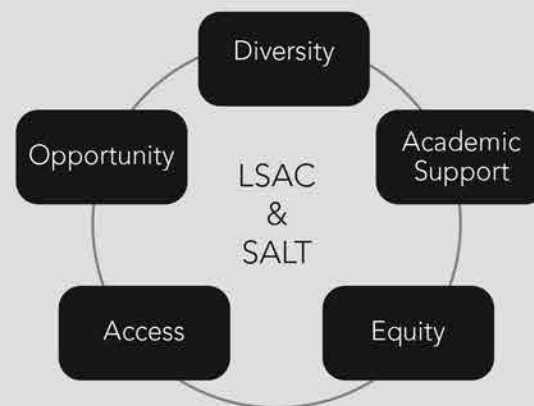 Diversity
Opportunity
Academic
Support
LSAC
&
SALT
Access
Equity